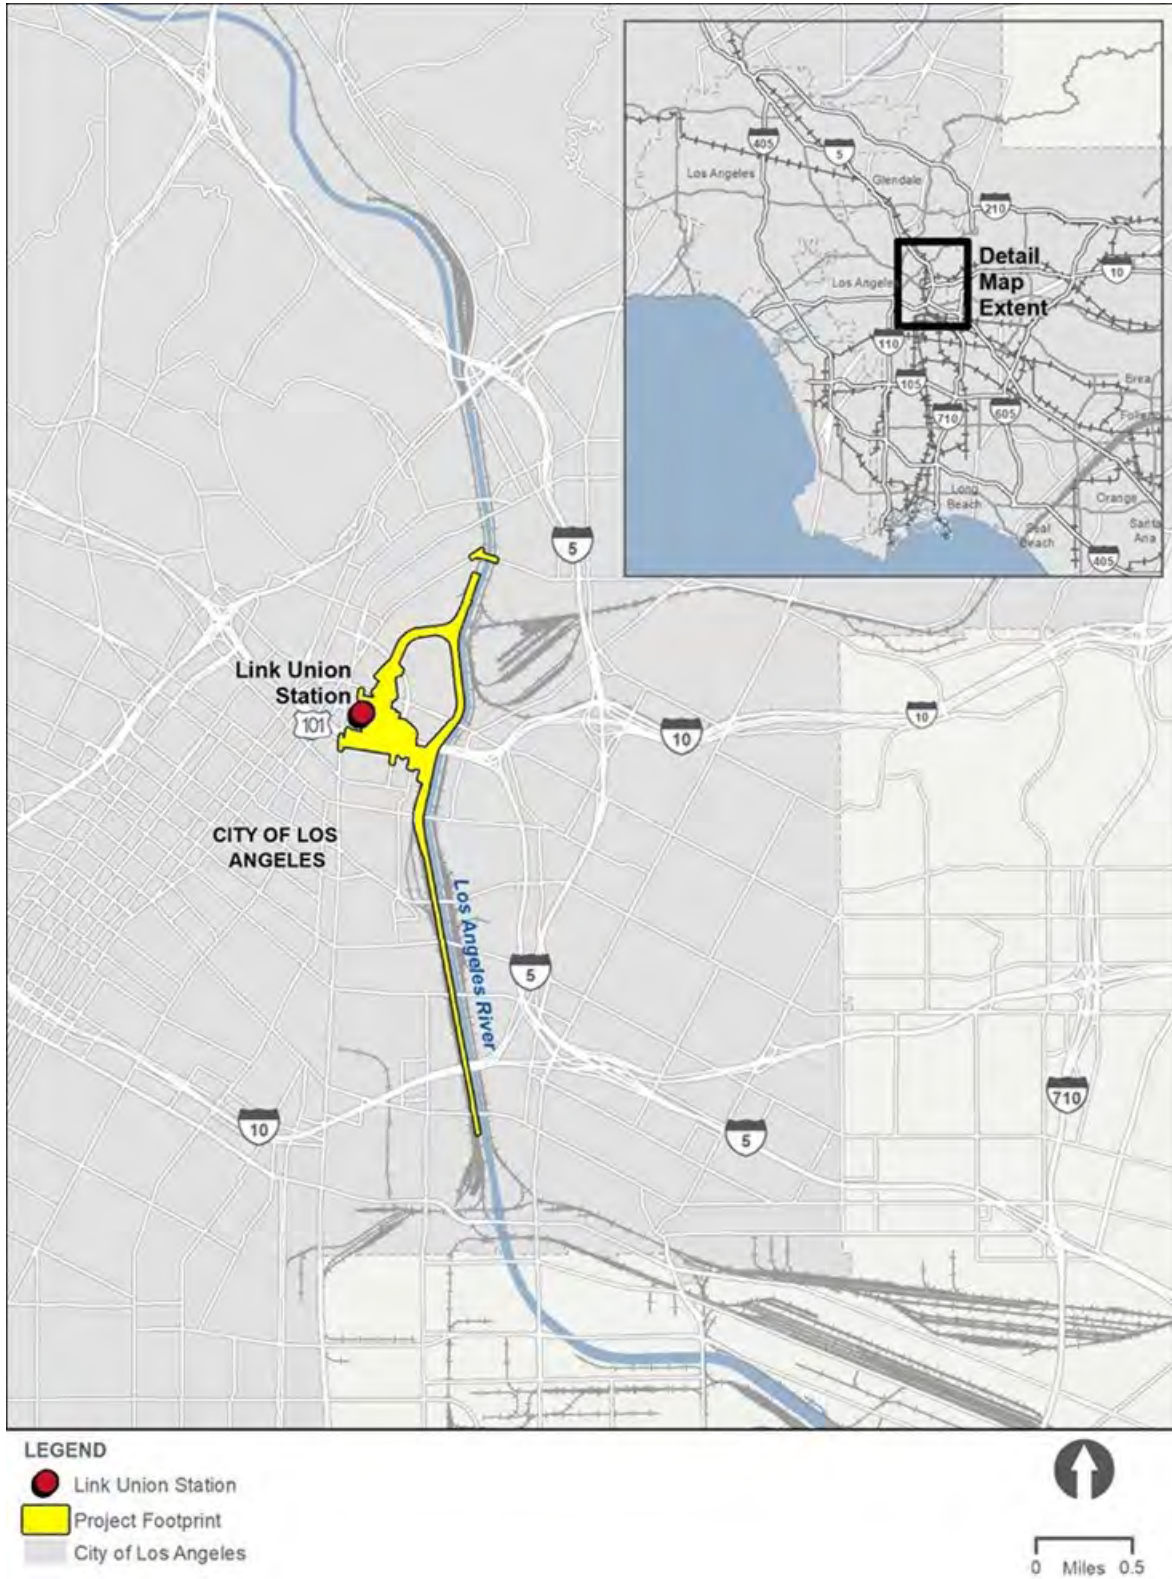 405
5
Los Angeles
Glendale
210
Detail
Map
Extent
10
Los Angele
110
105
Brea
710
605
Long
Beach
Orange
Seal
Beach
Santa
Ana
405
5
Link Union
Station
101
10
10
CITY OF LOS
ANGELES
Los Angeles River
5
10
5
710
LEGEND
Link Union Station
Project Footprint
City of Los Angeles
0 Miles 0.5